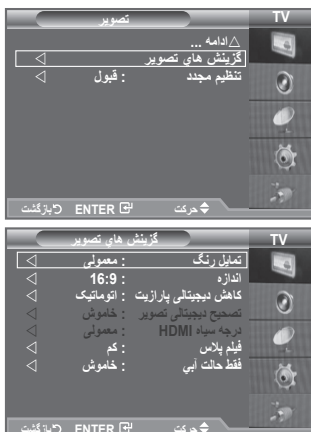 تصویر TV
△ادامه ...
گزینش های تصویر ◁
تنظیم مجدد : قبول ◁
حرکت ENTER بازگشت
گزینش های تصویر TV
تمایل رنگ : معمولی ◁
اندازه : 16:9 ◁
کاهش دیجیتالی پارازیت : اتوماتیک ◁
تصحیح دیجیتالی تصویر : خاموش ◁
درجه سیاه HDMI : معمولی ◁
فیلم پلاس : کم ◁
فقط حالت آبي : خاموش ◁
حرکت ENTER بازگشت